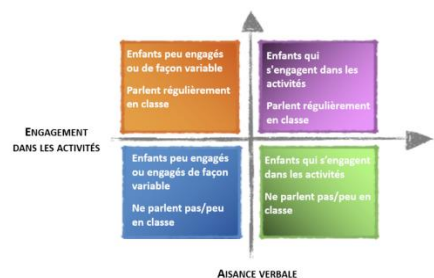 Enfants peu engagés
ou de façon variable
Parlent régulièrement
en classe
Enfants qui
s'engagent dans les
activités
Parlent régulièrement
en classe
ENGAGEMENT
DANS LES ACTIVITÉS
Enfants peu engagés
ou engagés de façon
variable
Ne parlent pas/peu
en classe
Enfants qui s'engagent
dans les activités
Ne parlent pas/peu en
classe
AISANCE VERBALE